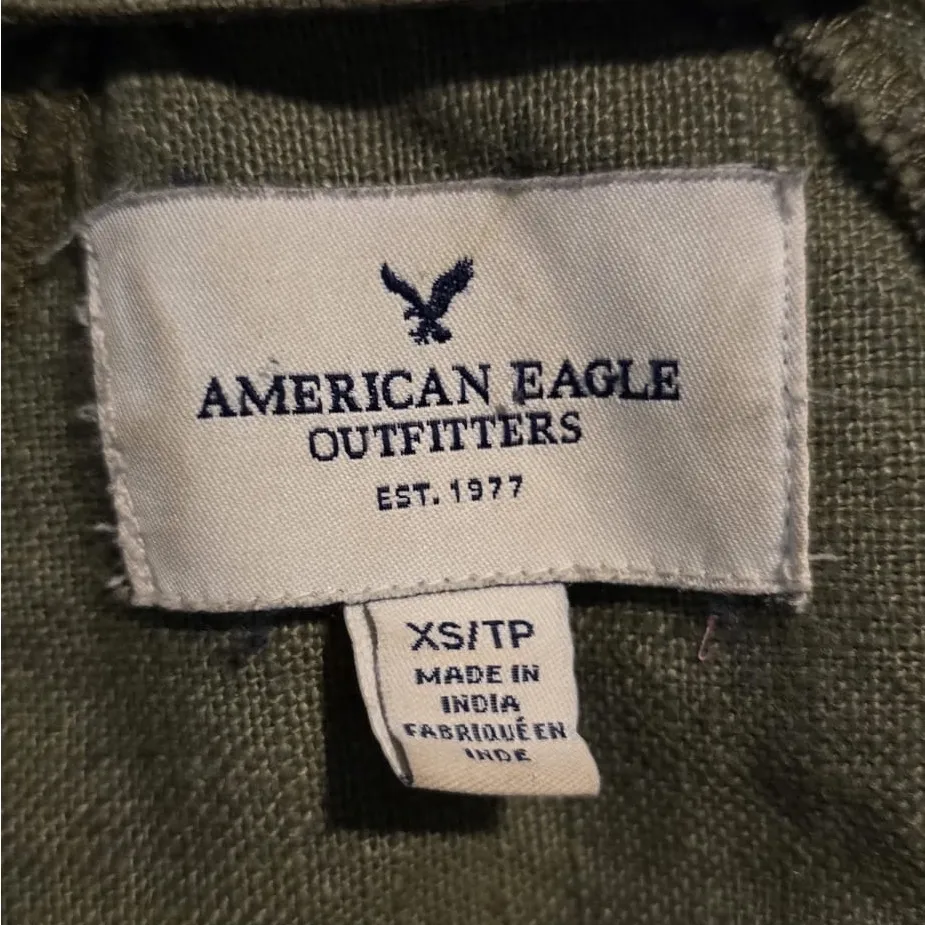 AMERICAN EAGLE
OUTFITTERS
EST. 1977
XS/TP
MADE IN
INDIA
FABRIQUÉ EN
INDE